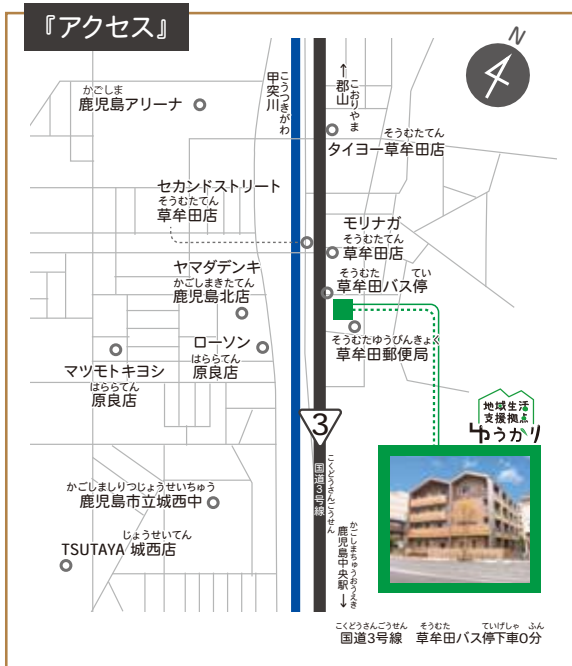 『アクセス』
N
かごしま
鹿児島アリーナ
こうつきがわ
甲突川
↑郡山
こおりやま
そうむたてん
タイヨー草牟田店
セカンドストリート
そうむたてん
草牟田店
モリナガ
そうむたてん
草牟田店
ヤマダデンキ
かごしまきたてん
鹿児島北店
そうむた てい
草牟田バス停
そうむたゆうびんきょく
草牟田郵便局
ローソン
はららてん
原良店
マツモトキヨシ
はららてん
原良店
地域生活
支援拠点
ゆうかり
3
国道3号線
こくどうさんごうせん
かごしましりつじょうせいちゅう
鹿児島市立城西中
じょうせいてん
TSUTAYA 城西店
かごしまちゅうおうえき
鹿児島中央駅↓
こくどうさんごうせん そうむた ていげしゃ ふん
国道3号線 草牟田バス停下車0分